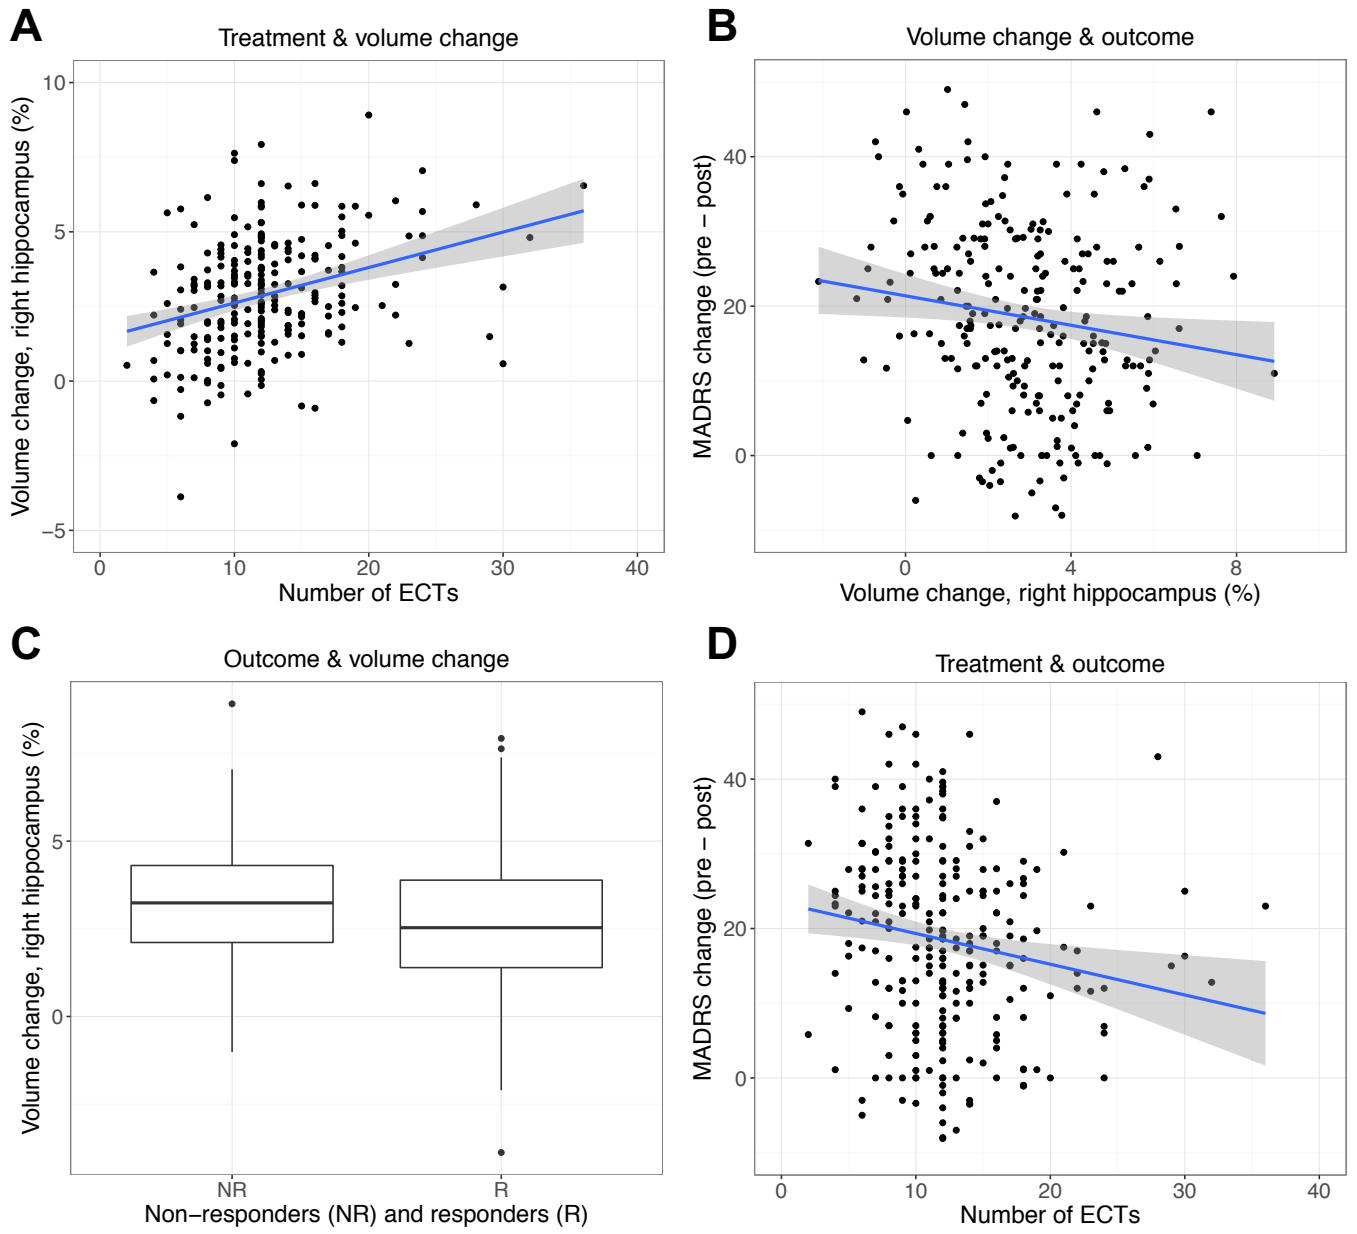 A
Treatment & volume change
Volume change, right hippocampus (%)
10
5
0
−5
0
10
20
30
40
Number of ECTs
B
Volume change & outcome
MADRS change (pre − post)
40
20
0
0
4
8
Volume change, right hippocampus (%)
C
Outcome & volume change
Volume change, right hippocampus (%)
5
0
NR
R
Non−responders (NR) and responders (R)
D
Treatment & outcome
MADRS change (pre − post)
40
20
0
0
10
20
30
40
Number of ECTs